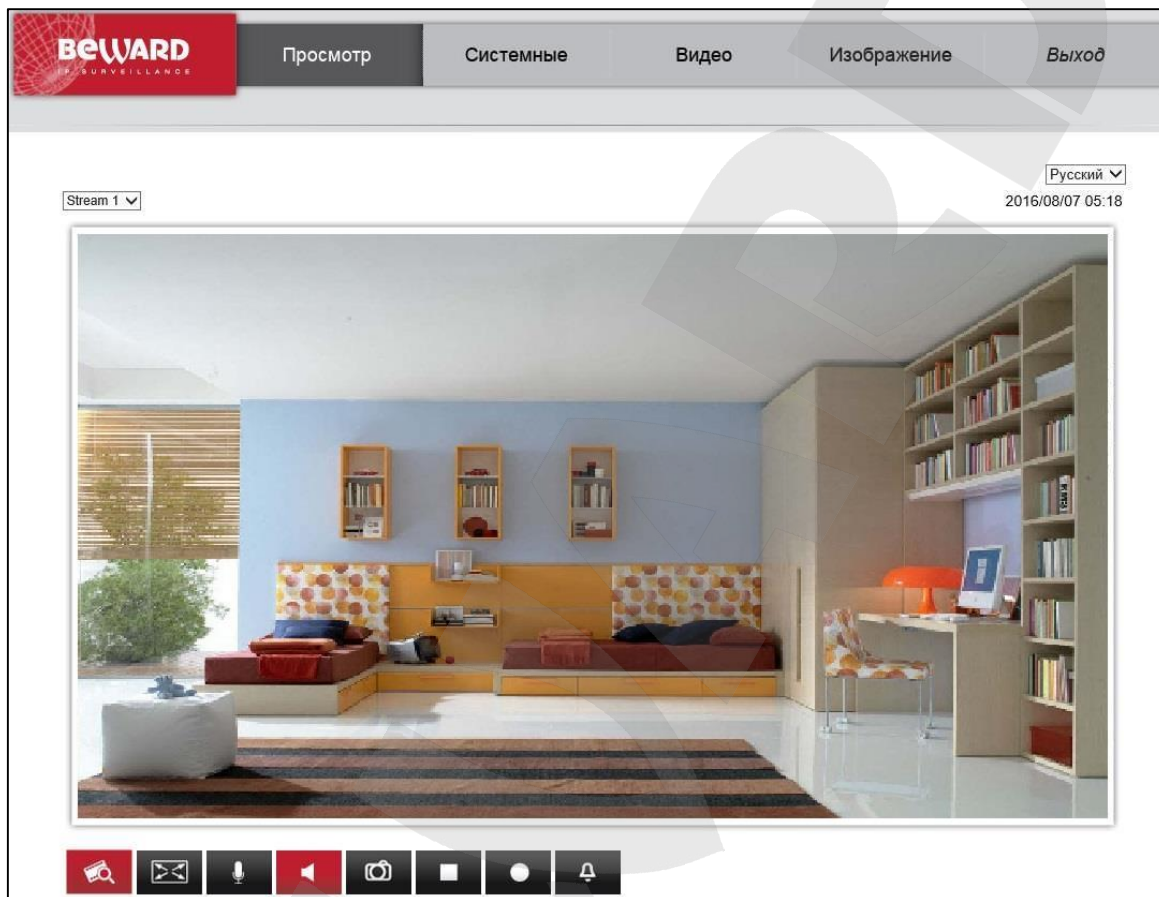 BEWARD
IP SURVEILLANCE
Просмотр
Системные
Видео
Изображение
Выход
Русский
Stream 1
2016/08/07 05:18